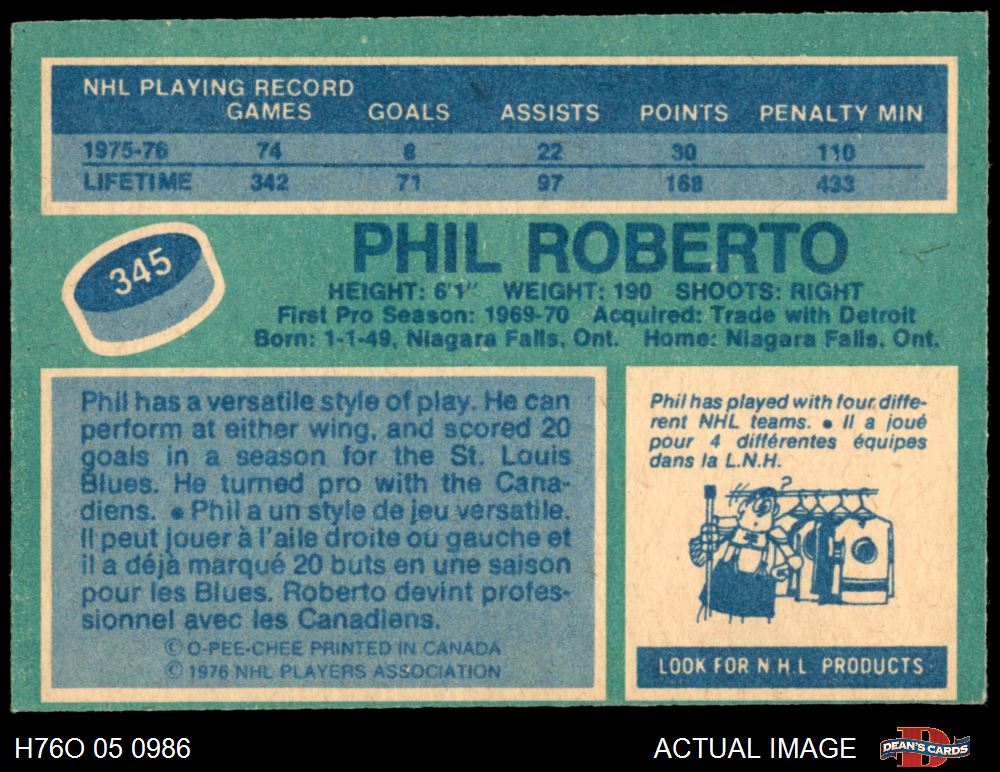 NHL PLAYING RECORD
GAMES GOALS ASSISTS POINTS PENALTY MIN
1975-76 74 8 22 30 110
LIFETIME 342 71 97 168 433
345
PHIL ROBERTO
HEIGHT: 6'1" WEIGHT: 190 SHOOTS: RIGHT
First Pro Season: 1969-70 Acquired: Trade with Detroit
Born: 1-1-49, Niagara Falls, Ont. Home: Niagara Falls, Ont.
Phil has a versatile style of play. He can
perform at either wing, and scored 20
goals in a season for the St. Louis
Blues. He turned pro with the Cana-
diens. • Phil a un style de jeu versatile.
Il peut jouer à l'aile droite ou gauche et
il a déjà marqué 20 buts en une saison
pour les Blues. Roberto devint profes-
sionnel avec les Canadiens.
© O-PEE-CHEE PRINTED IN CANADA
© 1976 NHL PLAYERS ASSOCIATION
Phil has played with four diffe-
rent NHL teams. • Il a joué
pour 4 différentes équipes
dans la L.N.H.
?
LOOK FOR N.H.L PRODUCTS
H76O 05 0986
ACTUAL IMAGE
D
DEAN'S CARDS